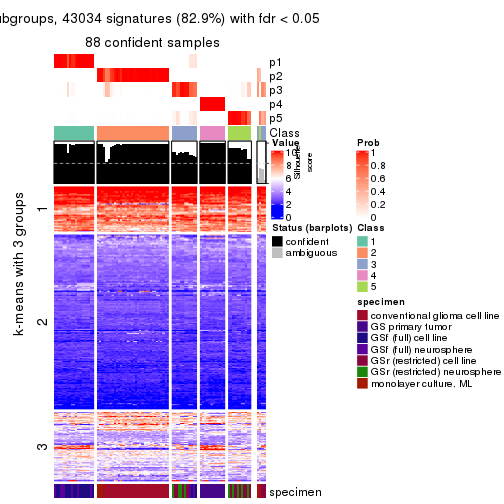 ubgroups, 43034 signatures (82.9%) with fdr < 0.05
88 confident samples
p1
p2
p3
p4
p5
Class
Silhouette
score
k-means with 3 groups
1
2
3
specimen
Value
10
8
6
4
2
0
Prob
1
0.8
0.6
0.4
0.2
0
Status (barplots)
confident
ambiguous
Class
1
2
3
4
5
specimen
conventional glioma cell line
GS primary tumor
GSf (full) cell line
GSf (full) neurosphere
GSr (restricted) cell line
GSr (restricted) neurosphere
monolayer culture. ML